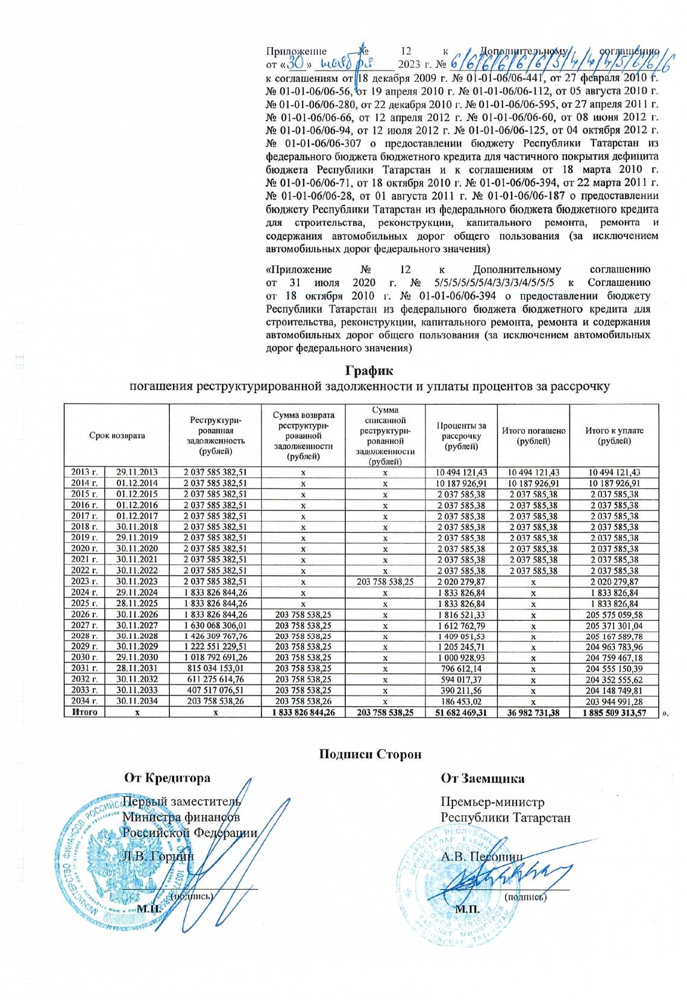 Приложение № 12 к Дополнительному соглашению
от «30» ноября 2023 г. № 6/6/6/6/6/6/5/4/4/4/5/6/6/6
к соглашениям от 18 декабря 2009 г. № 01-01-06/06-441, от 27 февраля 2010 г.
№ 01-01-06/06-56, от 19 апреля 2010 г. № 01-01-06/06-112, от 05 августа 2010 г.
№ 01-01-06/06-280, от 22 декабря 2010 г. № 01-01-06/06-595, от 27 апреля 2011 г.
№ 01-01-06/06-66, от 12 апреля 2012 г. № 01-01-06/06-60, от 08 июня 2012 г.
№ 01-01-06/06-94, от 12 июля 2012 г. № 01-01-06/06-125, от 04 октября 2012 г.
№ 01-01-06/06-307 о предоставлении бюджету Республики Татарстан из
федерального бюджета бюджетного кредита для частичного покрытия дефицита
бюджета Республики Татарстан и к соглашениям от 18 марта 2010 г.
№ 01-01-06/06-71, от 18 октября 2010 г. № 01-01-06/06-394, от 22 марта 2011 г.
№ 01-01-06/06-28, от 01 августа 2011 г. № 01-01-06/06-187 о предоставлении
бюджету Республики Татарстан из федерального бюджета бюджетного кредита
для строительства, реконструкции, капитального ремонта, ремонта и
содержания автомобильных дорог общего пользования (за исключением
автомобильных дорог федерального значения)
«Приложение № 12 к Дополнительному соглашению
от 31 июля 2020 г. № 5/5/5/5/5/5/4/3/3/3/4/5/5/5 к Соглашению
от 18 октября 2010 г. № 01-01-06/06-394 о предоставлении бюджету
Республики Татарстан из федерального бюджета бюджетного кредита для
строительства, реконструкции, капитального ремонта, ремонта и содержания
автомобильных дорог общего пользования (за исключением автомобильных
дорог федерального значения)
График
погашения реструктурированной задолженности и уплаты процентов за рассрочку
Срок возврата
Реструктури-
рованная
задолженность
(рублей)
Сумма возврата
реструктури-
рованной
задолженности
(рублей)
Сумма
списанной
реструктури-
рованной
задолженности
(рублей)
Проценты за
рассрочку
(рублей)
Итого погашено
(рублей)
Итого к уплате
(рублей)
2013 г. 29.11.2013 2 037 585 382,51 х х 10 494 121,43 10 494 121,43 10 494 121,43
2014 г. 01.12.2014 2 037 585 382,51 х х 10 187 926,91 10 187 926,91 10 187 926,91
2015 г. 01.12.2015 2 037 585 382,51 х х 2 037 585,38 2 037 585,38 2 037 585,38
2016 г. 01.12.2016 2 037 585 382,51 х х 2 037 585,38 2 037 585,38 2 037 585,38
2017 г. 01.12.2017 2 037 585 382,51 х х 2 037 585,38 2 037 585,38 2 037 585,38
2018 г. 30.11.2018 2 037 585 382,51 х х 2 037 585,38 2 037 585,38 2 037 585,38
2019 г. 29.11.2019 2 037 585 382,51 х х 2 037 585,38 2 037 585,38 2 037 585,38
2020 г. 30.11.2020 2 037 585 382,51 х х 2 037 585,38 2 037 585,38 2 037 585,38
2021 г. 30.11.2021 2 037 585 382,51 х х 2 037 585,38 2 037 585,38 2 037 585,38
2022 г. 30.11.2022 2 037 585 382,51 х х 2 037 585,38 2 037 585,38 2 037 585,38
2023 г. 30.11.2023 2 037 585 382,51 х 203 758 538,25 2 020 279,87 х 2 020 279,87
2024 г. 29.11.2024 1 833 826 844,26 х х 1 833 826,84 х 1 833 826,84
2025 г. 28.11.2025 1 833 826 844,26 х х 1 833 826,84 х 1 833 826,84
2026 г. 30.11.2026 1 833 826 844,26 203 758 538,25 х 1 816 521,33 х 205 575 059,58
2027 г. 30.11.2027 1 630 068 306,01 203 758 538,25 х 1 612 762,79 х 205 371 301,04
2028 г. 30.11.2028 1 426 309 767,76 203 758 538,25 х 1 409 051,53 х 205 167 589,78
2029 г. 30.11.2029 1 222 551 229,51 203 758 538,25 х 1 205 245,71 х 204 963 783,96
2030 г. 29.11.2030 1 018 792 691,26 203 758 538,25 х 1 000 928,93 х 204 759 467,18
2031 г. 28.11.2031 815 034 153,01 203 758 538,25 х 796 612,14 х 204 555 150,39
2032 г. 30.11.2032 611 275 614,76 203 758 538,25 х 594 017,37 х 204 352 555,62
2033 г. 30.11.2033 407 517 076,51 203 758 538,25 х 390 211,56 х 204 148 749,81
2034 г. 30.11.2034 203 758 538,26 203 758 538,26 х 186 453,02 х 203 944 991,28
Итого х х 1 833 826 844,26 203 758 538,25 51 682 469,31 36 982 731,38 1 885 509 313,57 ».
Подписи Сторон
От Кредитора
Первый заместитель
Министра финансов
Российской Федерации
Л.В. Горнин
(подпись)
М.П.
МИНИСТЕРСТВО ФИНАНСОВ РОССИЙСКОЙ ФЕДЕРАЦИИ
От Заемщика
Премьер-министр
Республики Татарстан
А.В. Песошин
(подпись)
М.П.
КАБИНЕТ МИНИСТРОВ
РЕСПУБЛИКИ ТАТАРСТАН